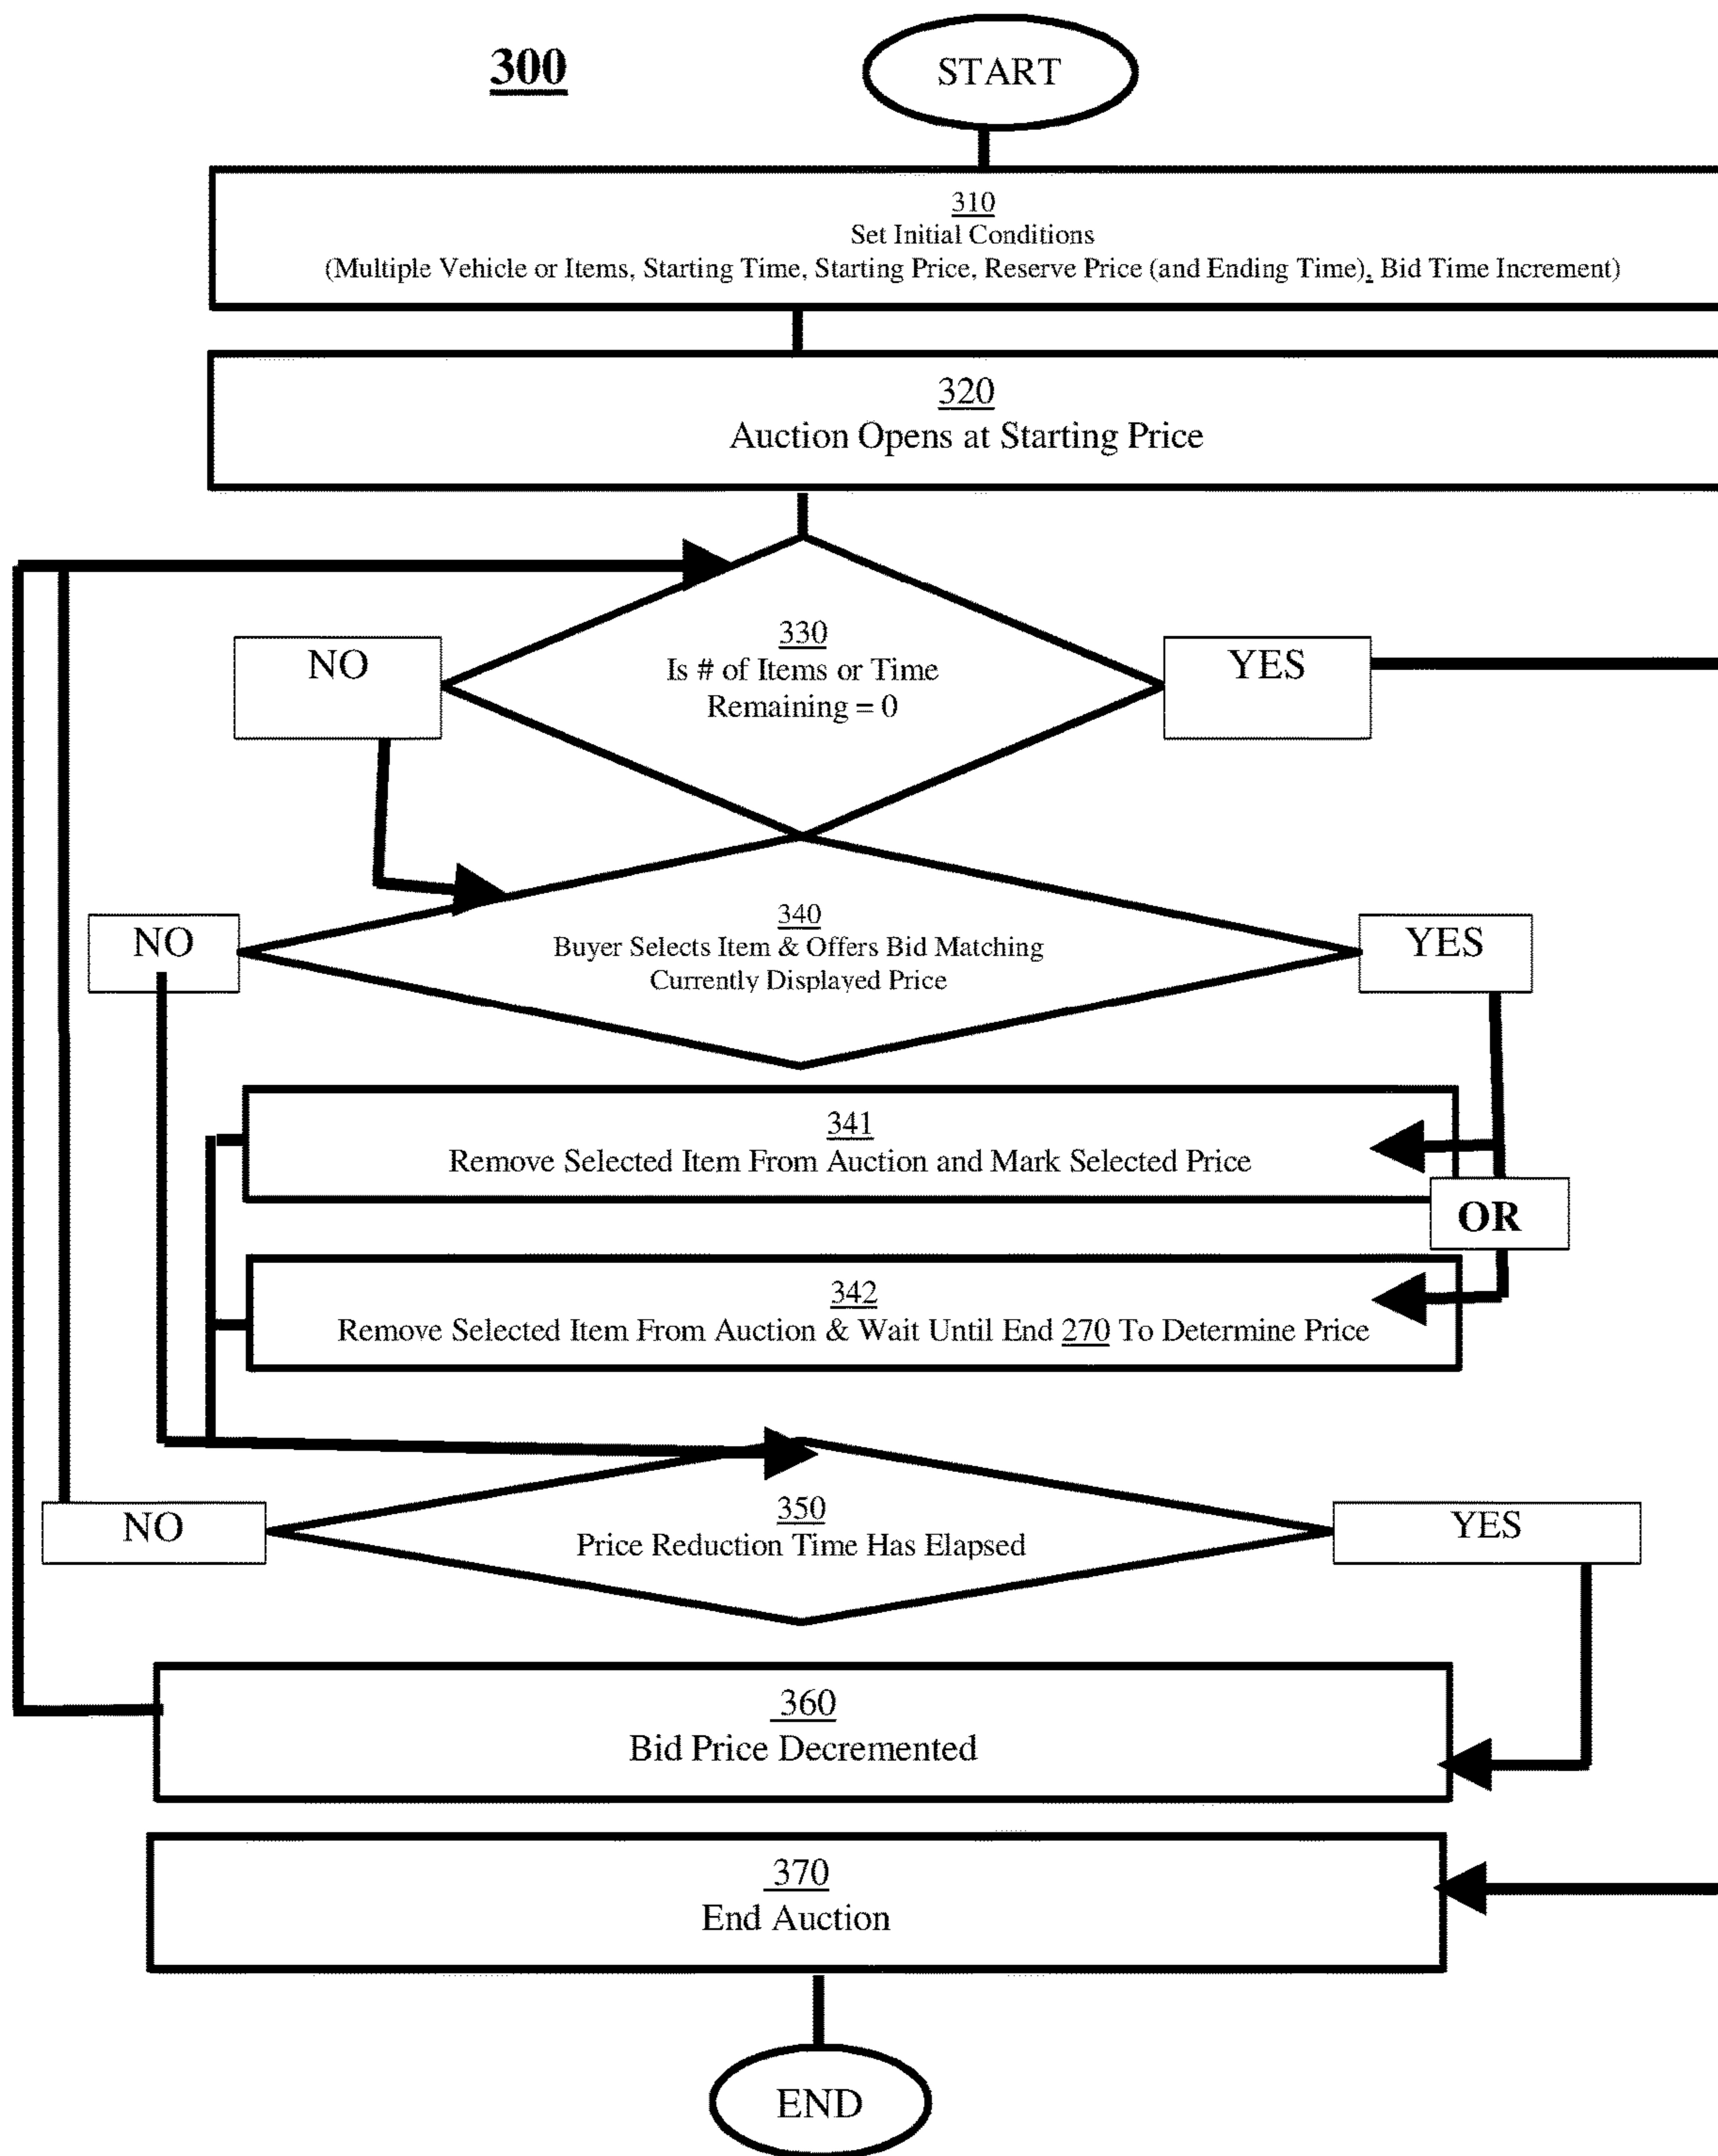 300
START
310
Set Initial Conditions
(Multiple Vehicle or Items, Starting Time, Starting Price, Reserve Price (and Ending Time), Bid Time Increment)
320
Auction Opens at Starting Price
330
Is # of Items or Time
Remaining = 0
NO
YES
340
Buyer Selects Item & Offers Bid Matching
Currently Displayed Price
NO
YES
341
Remove Selected Item From Auction and Mark Selected Price
OR
342
Remove Selected Item From Auction & Wait Until End 270 To Determine Price
350
Price Reduction Time Has Elapsed
NO
YES
360
Bid Price Decremented
370
End Auction
END